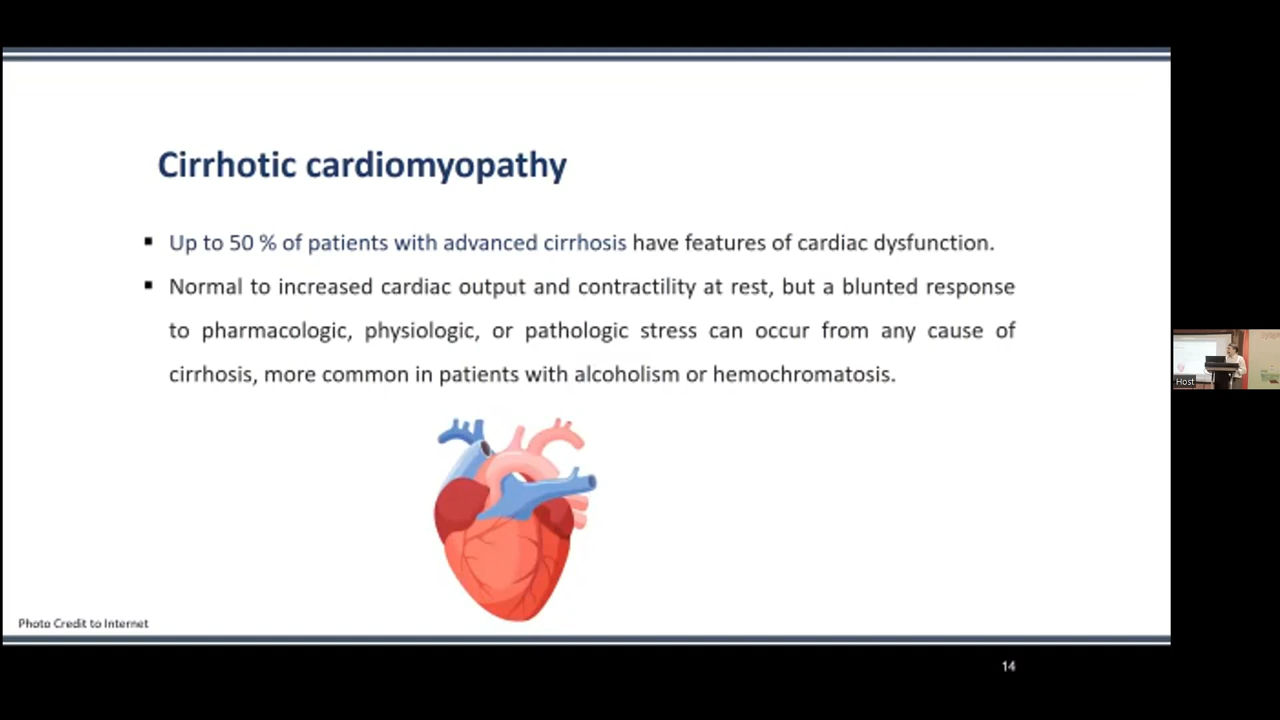 Cirrhotic cardiomyopathy
▪ Up to 50 % of patients with advanced cirrhosis have features of cardiac dysfunction.
▪ Normal to increased cardiac output and contractility at rest, but a blunted response
to pharmacologic, physiologic, or pathologic stress can occur from any cause of
cirrhosis, more common in patients with alcoholism or hemochromatosis.
Host
Photo Credit to Internet
14